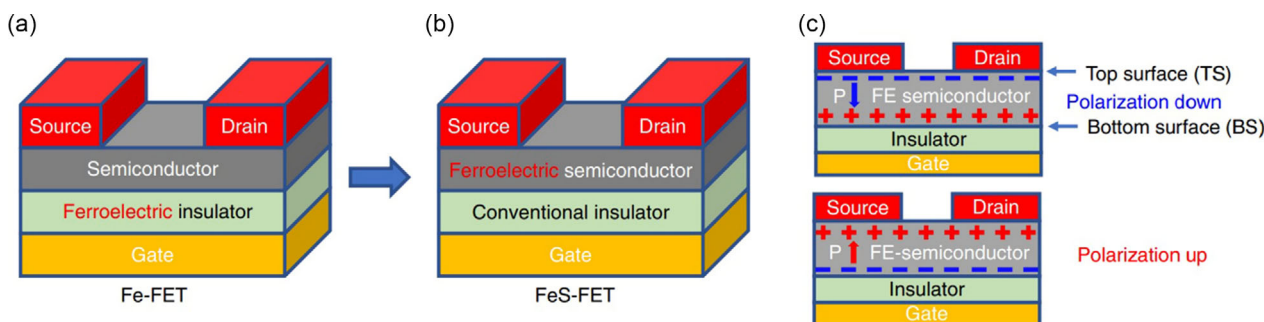 (a)
Source
Drain
Semiconductor
Ferroelectric insulator
Gate
Fe-FET
(b)
Source
Drain
Ferroelectric semiconductor
Conventional insulator
Gate
FeS-FET
(c)
Source
Drain
Top surface (TS)
P FE semiconductor
Polarization down
Bottom surface (BS)
Insulator
Gate
Source
Drain
P FE-semiconductor
Polarization up
Insulator
Gate